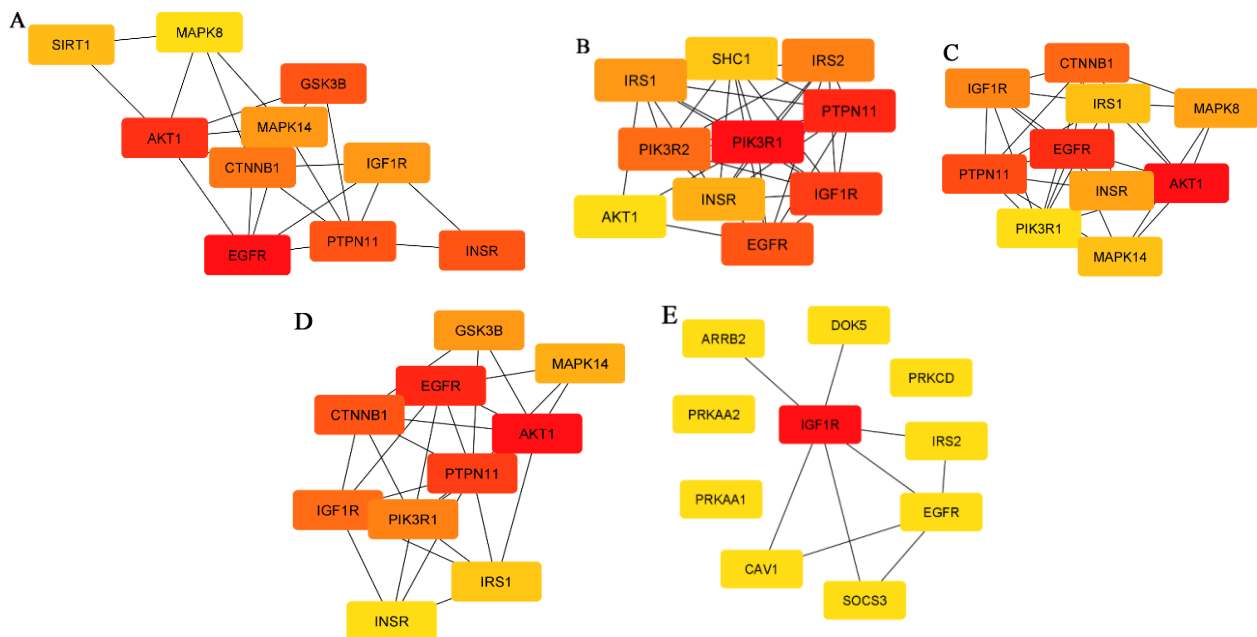 A
SIRT1
MAPK8
GSK3B
AKT1
MAPK14
CTNNB1
IGF1R
EGFR
PTPN11
INSR
B
SHC1
IRS2
IRS1
PTPN11
PIK3R2
PIK3R1
INSR
IGF1R
AKT1
EGFR
C
CTNNB1
IGF1R
IRS1
MAPK8
EGFR
PTPN11
INSR
AKT1
PIK3R1
MAPK14
D
GSK3B
EGFR
MAPK14
CTNNB1
AKT1
PTPN11
IGF1R
PIK3R1
IRS1
INSR
E
DOK5
ARRB2
PRKCD
PRKAA2
IGF1R
IRS2
PRKAA1
EGFR
CAV1
SOCS3